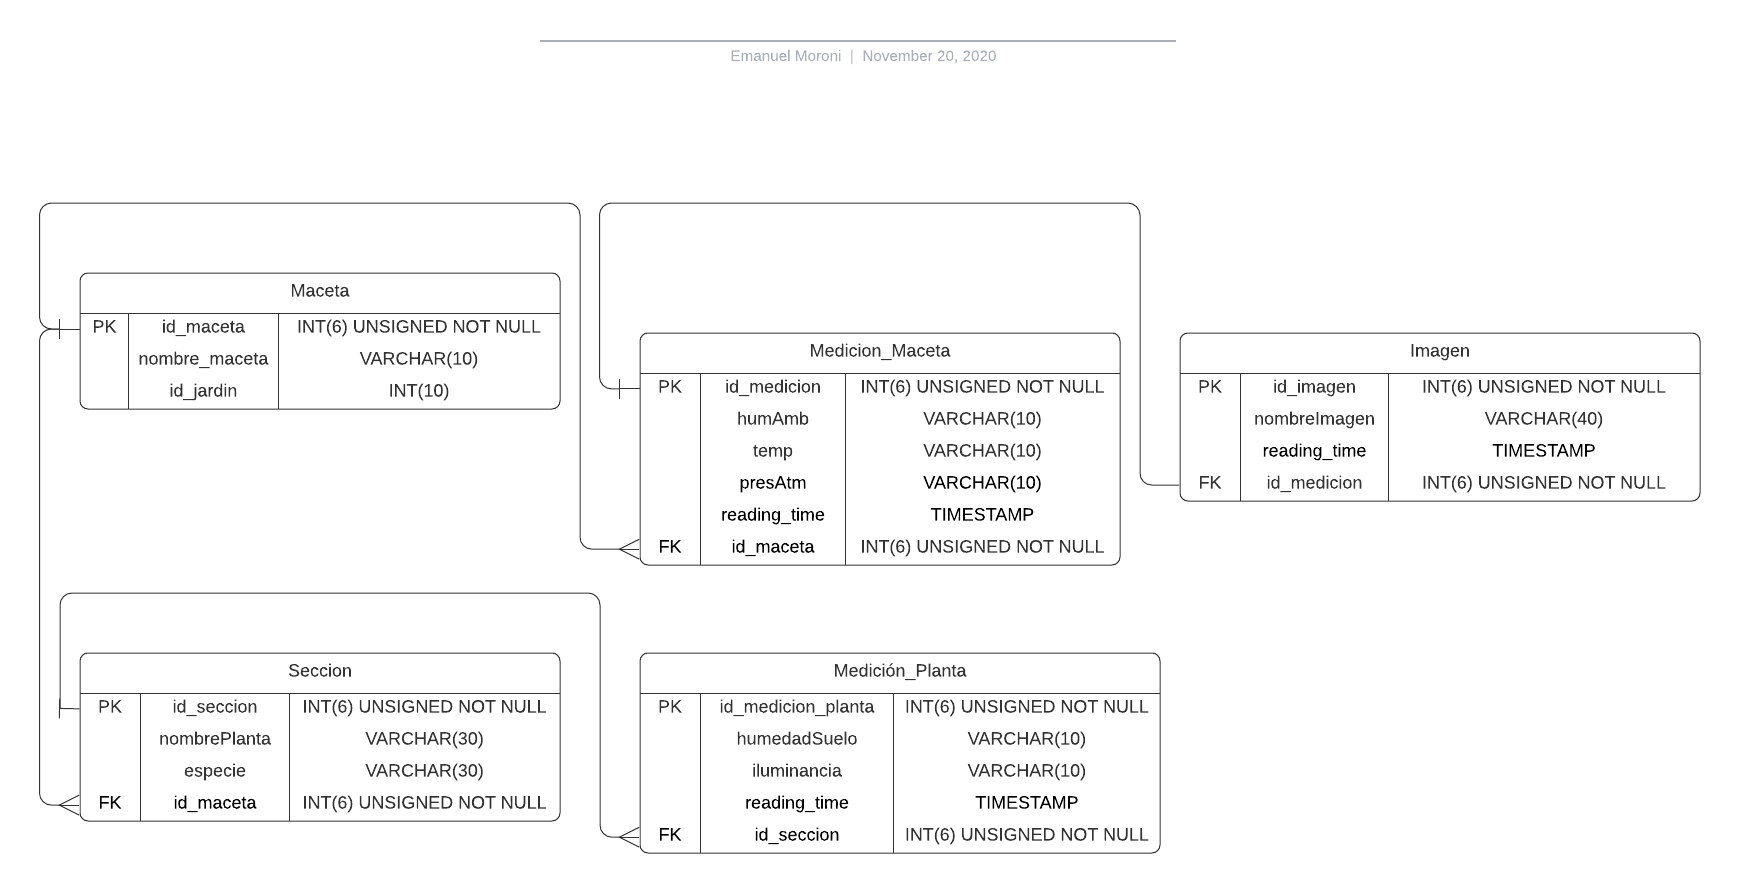 Emanuel Moroni | November 20, 2020
Maceta
PK id_maceta INT(6) UNSIGNED NOT NULL
nombre_maceta VARCHAR(10)
id_jardin INT(10)
Medicion_Maceta
PK id_medicion INT(6) UNSIGNED NOT NULL
humAmb VARCHAR(10)
temp VARCHAR(10)
presAtm VARCHAR(10)
reading_time TIMESTAMP
FK id_maceta INT(6) UNSIGNED NOT NULL
Imagen
PK id_imagen INT(6) UNSIGNED NOT NULL
nombreImagen VARCHAR(40)
reading_time TIMESTAMP
FK id_medicion INT(6) UNSIGNED NOT NULL
Seccion
PK id_seccion INT(6) UNSIGNED NOT NULL
nombrePlanta VARCHAR(30)
especie VARCHAR(30)
FK id_maceta INT(6) UNSIGNED NOT NULL
Medición_Planta
PK id_medicion_planta INT(6) UNSIGNED NOT NULL
humedadSuelo VARCHAR(10)
iluminancia VARCHAR(10)
reading_time TIMESTAMP
FK id_seccion INT(6) UNSIGNED NOT NULL